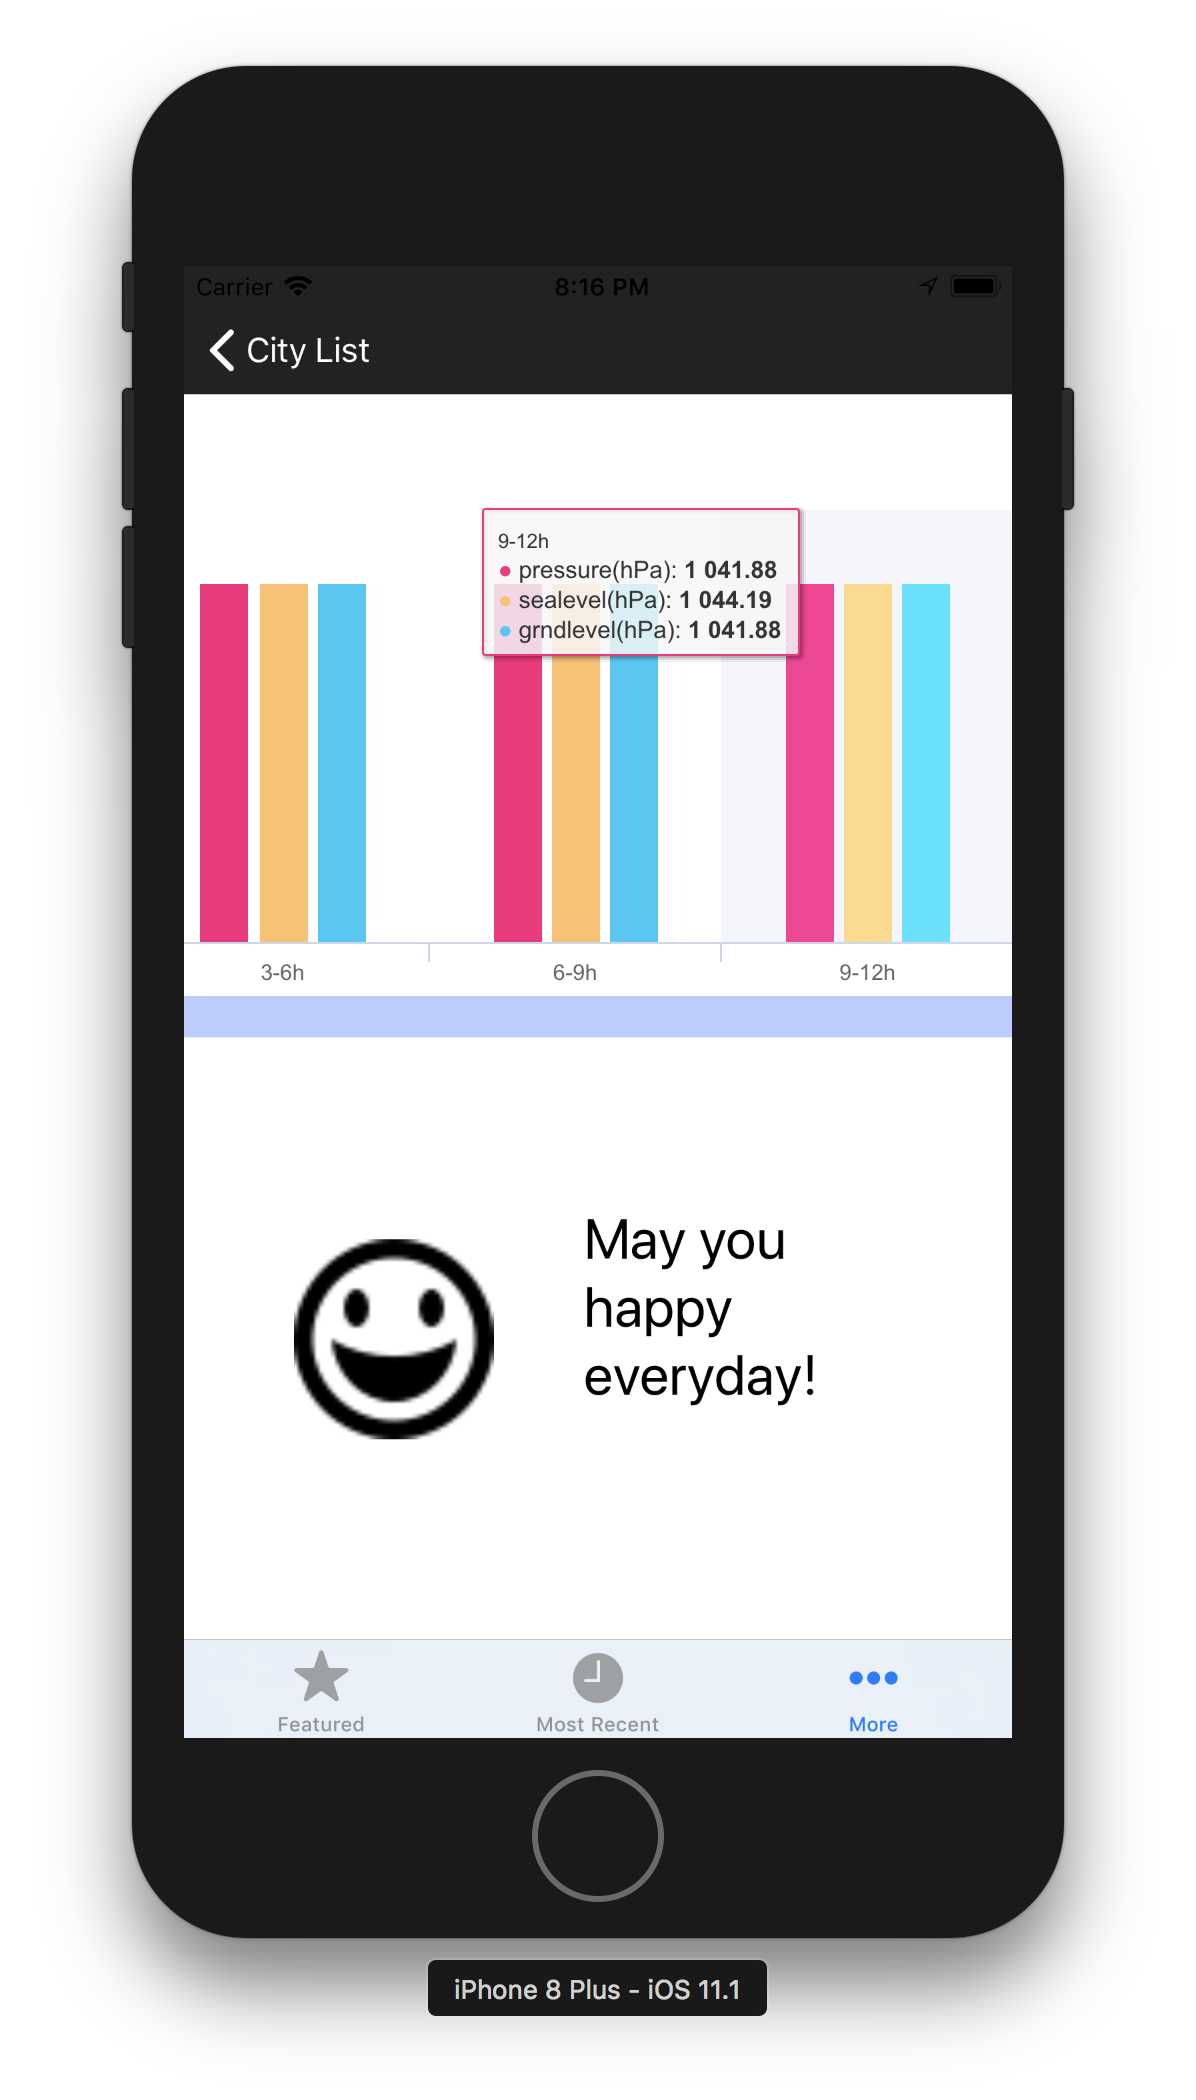 Carrier 8:16 PM
City List
9-12h
pressure(hPa): 1 041.88
sealevel(hPa): 1 044.19
grndlevel(hPa): 1 041.88
3-6h 6-9h 9-12h
May you
happy
everyday!
Featured Most Recent More
iPhone 8 Plus - iOS 11.1